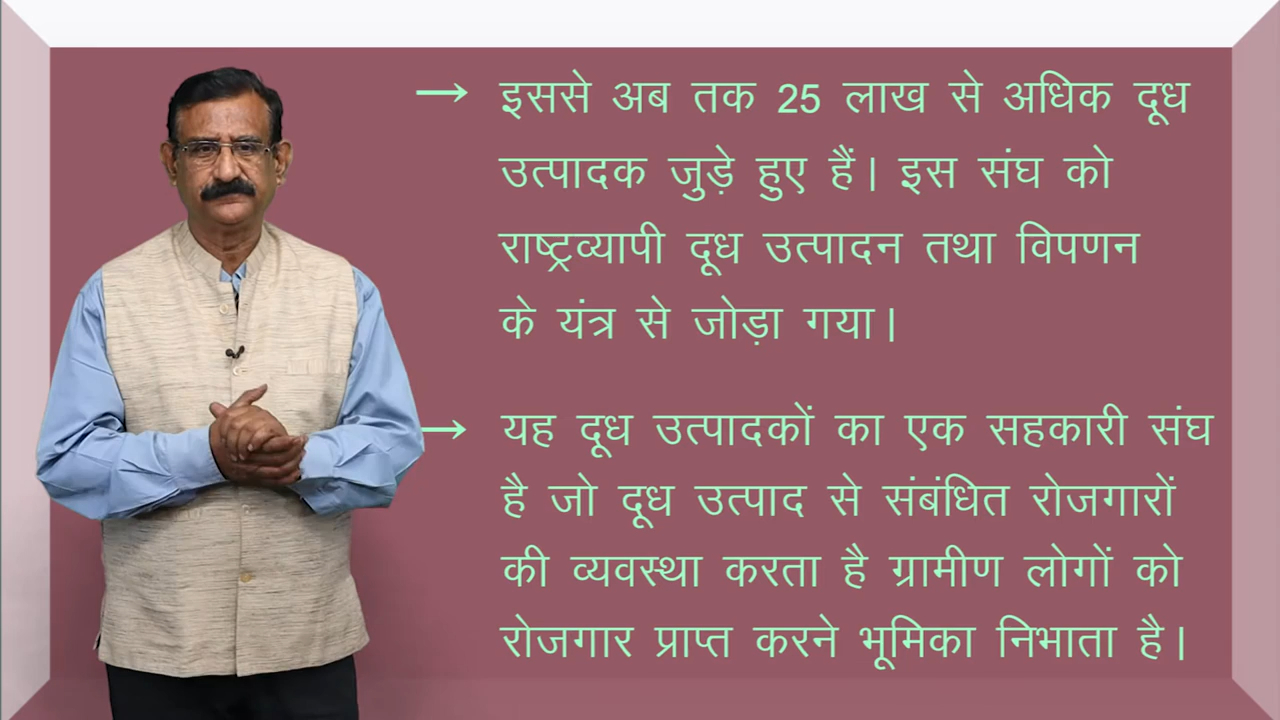 → इससे अब तक 25 लाख से अधिक दूध
उत्पादक जुड़े हुए हैं। इस संघ को
राष्ट्रव्यापी दूध उत्पादन तथा विपणन
के यंत्र से जोड़ा गया।
→ यह दूध उत्पादकों का एक सहकारी संघ
है जो दूध उत्पाद से संबंधित रोजगारों
की व्यवस्था करता है ग्रामीण लोगों को
रोजगार प्राप्त करने भूमिका निभाता है।